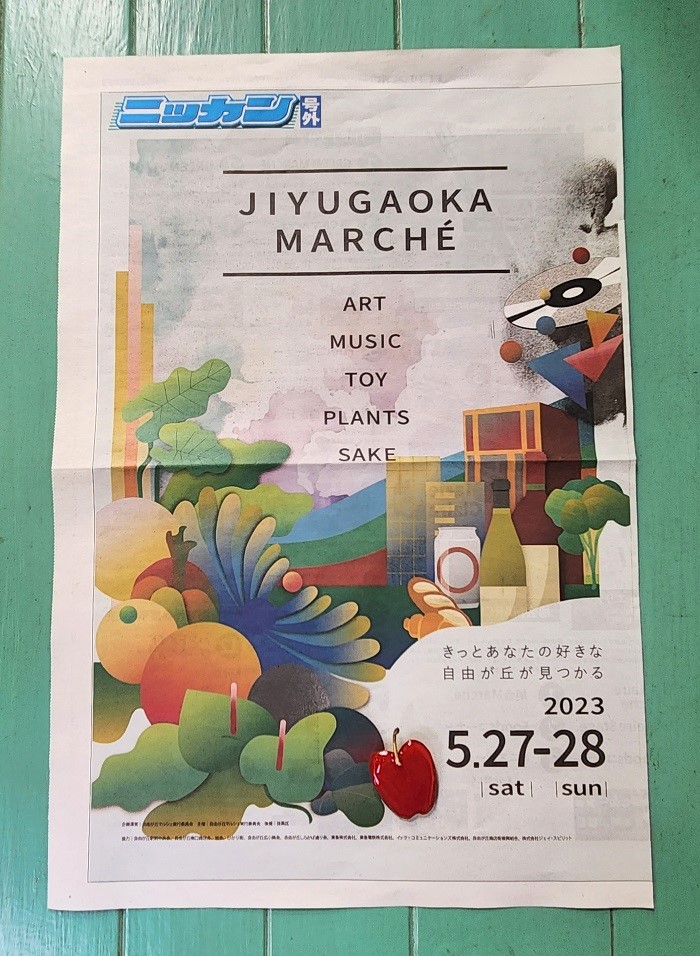 ニッカン 号外
JIYUGAOKA
MARCHÉ
ART
MUSIC
TOY
PLANTS
SAKE
きっとあなたの好きな
自由が丘が見つかる
2023
5.27-28
|sat| |sun|